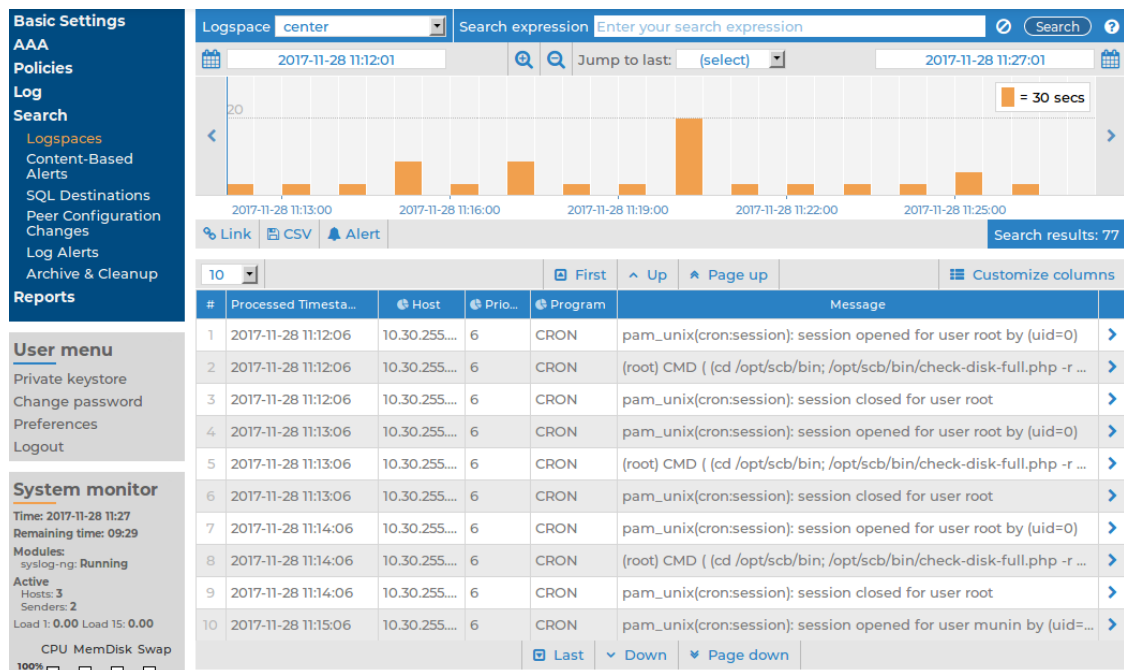 Basic Settings
AAA
Policies
Log
Search
Logspaces
Content-Based
Alerts
SQL Destinations
Peer Configuration
Changes
Log Alerts
Archive & Cleanup
Reports
User menu
Private keystore
Change password
Preferences
Logout
System monitor
Time: 2017-11-28 11:27
Remaining time: 09:29
Modules:
syslog-ng: Running
Active
Hosts: 3
Senders: 2
Load 1: 0.00 Load 15: 0.00
CPU Mem Disk Swap
100%
Logspace center Search expression Enter your search expression Search ?
2017-11-28 11:12:01 Jump to last: (select) 2017-11-28 11:27:01
= 30 secs
20
2017-11-28 11:13:00 2017-11-28 11:16:00 2017-11-28 11:19:00 2017-11-28 11:22:00 2017-11-28 11:25:00
Link CSV Alert Search results: 77
10 First Up Page up Customize columns
# Processed Timesta... Host Prio... Program Message
1 2017-11-28 11:12:06 10.30.255.... 6 CRON pam_unix(cron:session): session opened for user root by (uid=0)
2 2017-11-28 11:12:06 10.30.255.... 6 CRON (root) CMD ( (cd /opt/scb/bin; /opt/scb/bin/check-disk-full.php -r ...
3 2017-11-28 11:12:06 10.30.255.... 6 CRON pam_unix(cron:session): session closed for user root
4 2017-11-28 11:13:06 10.30.255.... 6 CRON pam_unix(cron:session): session opened for user root by (uid=0)
5 2017-11-28 11:13:06 10.30.255.... 6 CRON (root) CMD ( (cd /opt/scb/bin; /opt/scb/bin/check-disk-full.php -r ...
6 2017-11-28 11:13:06 10.30.255.... 6 CRON pam_unix(cron:session): session closed for user root
7 2017-11-28 11:14:06 10.30.255.... 6 CRON pam_unix(cron:session): session opened for user root by (uid=0)
8 2017-11-28 11:14:06 10.30.255.... 6 CRON (root) CMD ( (cd /opt/scb/bin; /opt/scb/bin/check-disk-full.php -r ...
9 2017-11-28 11:14:06 10.30.255.... 6 CRON pam_unix(cron:session): session closed for user root
10 2017-11-28 11:15:06 10.30.255.... 6 CRON pam_unix(cron:session): session opened for user munin by (uid=...
Last Down Page down